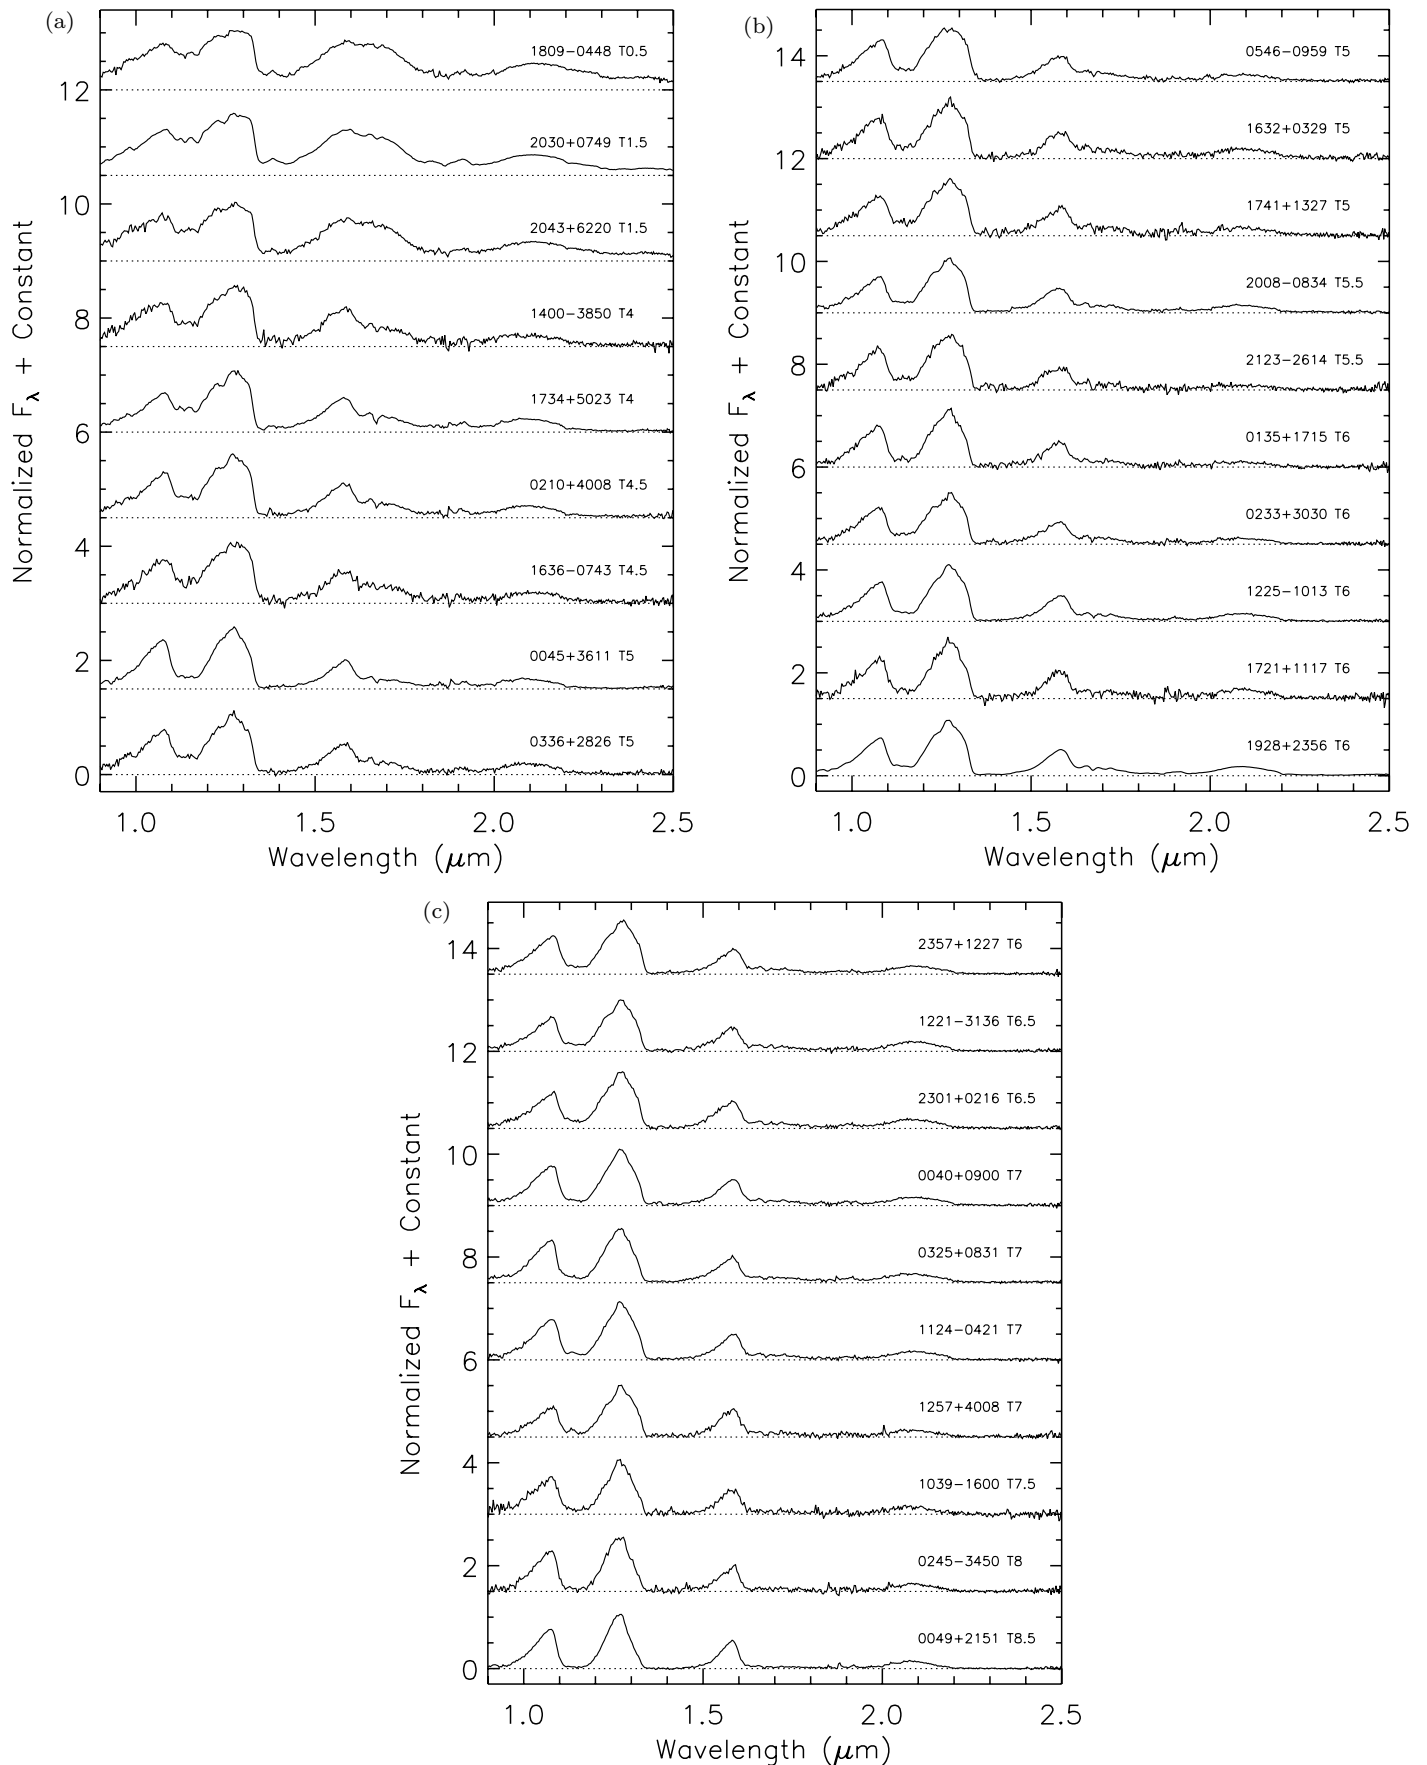 (a)
Normalized Fλ + Constant
12
10
8
6
4
2
0
1809−0448 T0.5
2030+0749 T1.5
2043+6220 T1.5
1400−3850 T4
1734+5023 T4
0210+4008 T4.5
1636−0743 T4.5
0045+3611 T5
0336+2826 T5
1.0 1.5 2.0 2.5
Wavelength (μm)
(b)
Normalized Fλ + Constant
14
12
10
8
6
4
2
0
0546−0959 T5
1632+0329 T5
1741+1327 T5
2008−0834 T5.5
2123−2614 T5.5
0135+1715 T6
0233+3030 T6
1225−1013 T6
1721+1117 T6
1928+2356 T6
1.0 1.5 2.0 2.5
Wavelength (μm)
(c)
Normalized Fλ + Constant
14
12
10
8
6
4
2
0
2357+1227 T6
1221−3136 T6.5
2301+0216 T6.5
0040+0900 T7
0325+0831 T7
1124−0421 T7
1257+4008 T7
1039−1600 T7.5
0245−3450 T8
0049+2151 T8.5
1.0 1.5 2.0 2.5
Wavelength (μm)